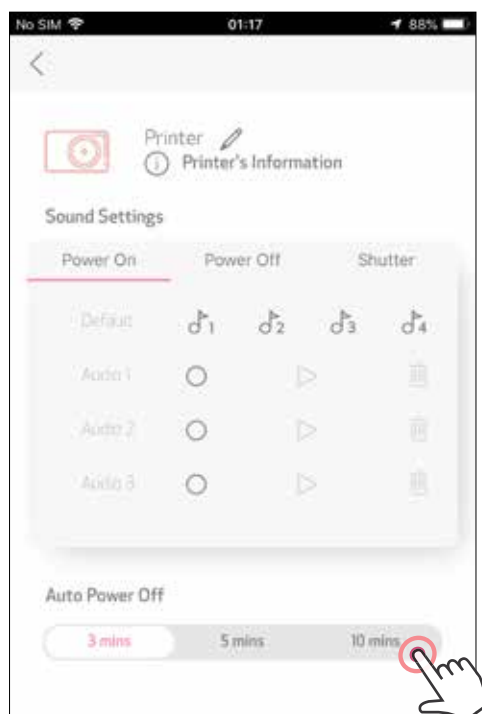 No SIM 01:17 88%
Printer
Printer's Information
Sound Settings
Power On Power Off Shutter
Default 1 2 3 4
Audio 1
Audio 2
Audio 3
Auto Power Off
3 mins 5 mins 10 mins